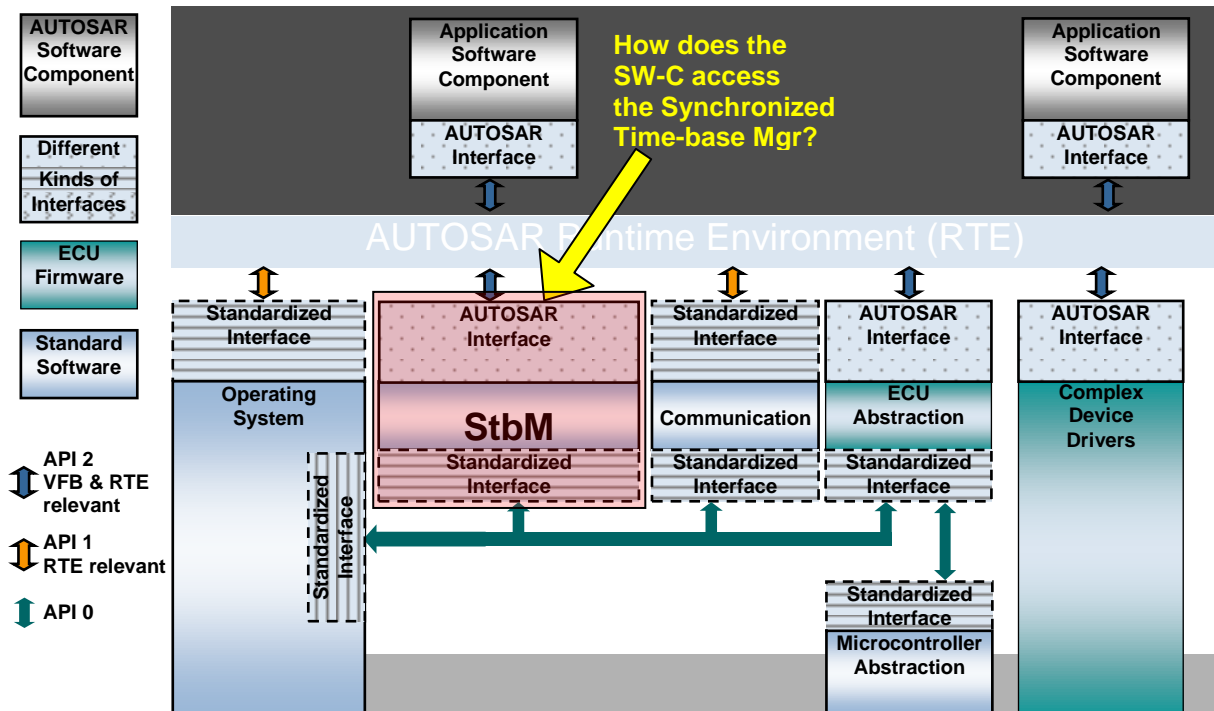 AUTOSAR
Software
Component
Different
Kinds of
Interfaces
ECU
Firmware
Standard
Software
API 2
VFB & RTE
relevant
API 1
RTE relevant
API 0
Application
Software
Component
AUTOSAR
Interface
How does the
SW-C access
the Synchronized
Time-base Mgr?
Application
Software
Component
AUTOSAR
Interface
AUTOSAR Runtime Environment (RTE)
Standardized
Interface
Operating
System
Standardized
Interface
AUTOSAR
Interface
StbM
Standardized
Interface
Standardized
Interface
Communication
Standardized
Interface
AUTOSAR
Interface
ECU
Abstraction
Standardized
Interface
Standardized
Interface
Microcontroller
Abstraction
AUTOSAR
Interface
Complex
Device
Drivers